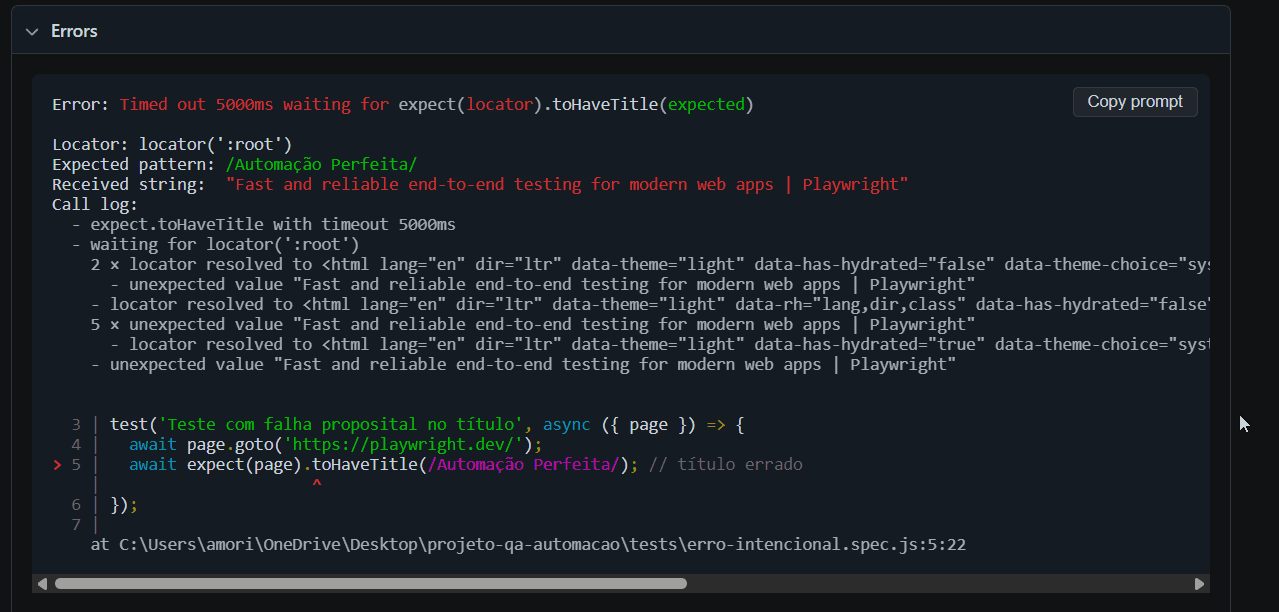 Errors
Copy prompt
Error: Timed out 5000ms waiting for expect(locator).toHaveTitle(expected)
Locator: locator(':root')
Expected pattern: /Automação Perfeita/
Received string:  "Fast and reliable end-to-end testing for modern web apps | Playwright"
Call log:
  - expect.toHaveTitle with timeout 5000ms
  - waiting for locator(':root')
    2 × locator resolved to <html lang="en" dir="ltr" data-theme="light" data-has-hydrated="false" data-theme-choice="sys
      - unexpected value "Fast and reliable end-to-end testing for modern web apps | Playwright"
    - locator resolved to <html lang="en" dir="ltr" data-theme="light" data-rh="lang,dir,class" data-has-hydrated="false"
    5 × unexpected value "Fast and reliable end-to-end testing for modern web apps | Playwright"
      - locator resolved to <html lang="en" dir="ltr" data-theme="light" data-has-hydrated="true" data-theme-choice="syst
    - unexpected value "Fast and reliable end-to-end testing for modern web apps | Playwright"
  3 | test('Teste com falha proposital no título', async ({ page }) => {
  4 |   await page.goto('https://playwright.dev/');
> 5 |   await expect(page).toHaveTitle(/Automação Perfeita/); // título errado
    |                      ^
  6 | });
  7 |
    at C:\Users\amori\OneDrive\Desktop\projeto-qa-automacao\tests\erro-intencional.spec.js:5:22